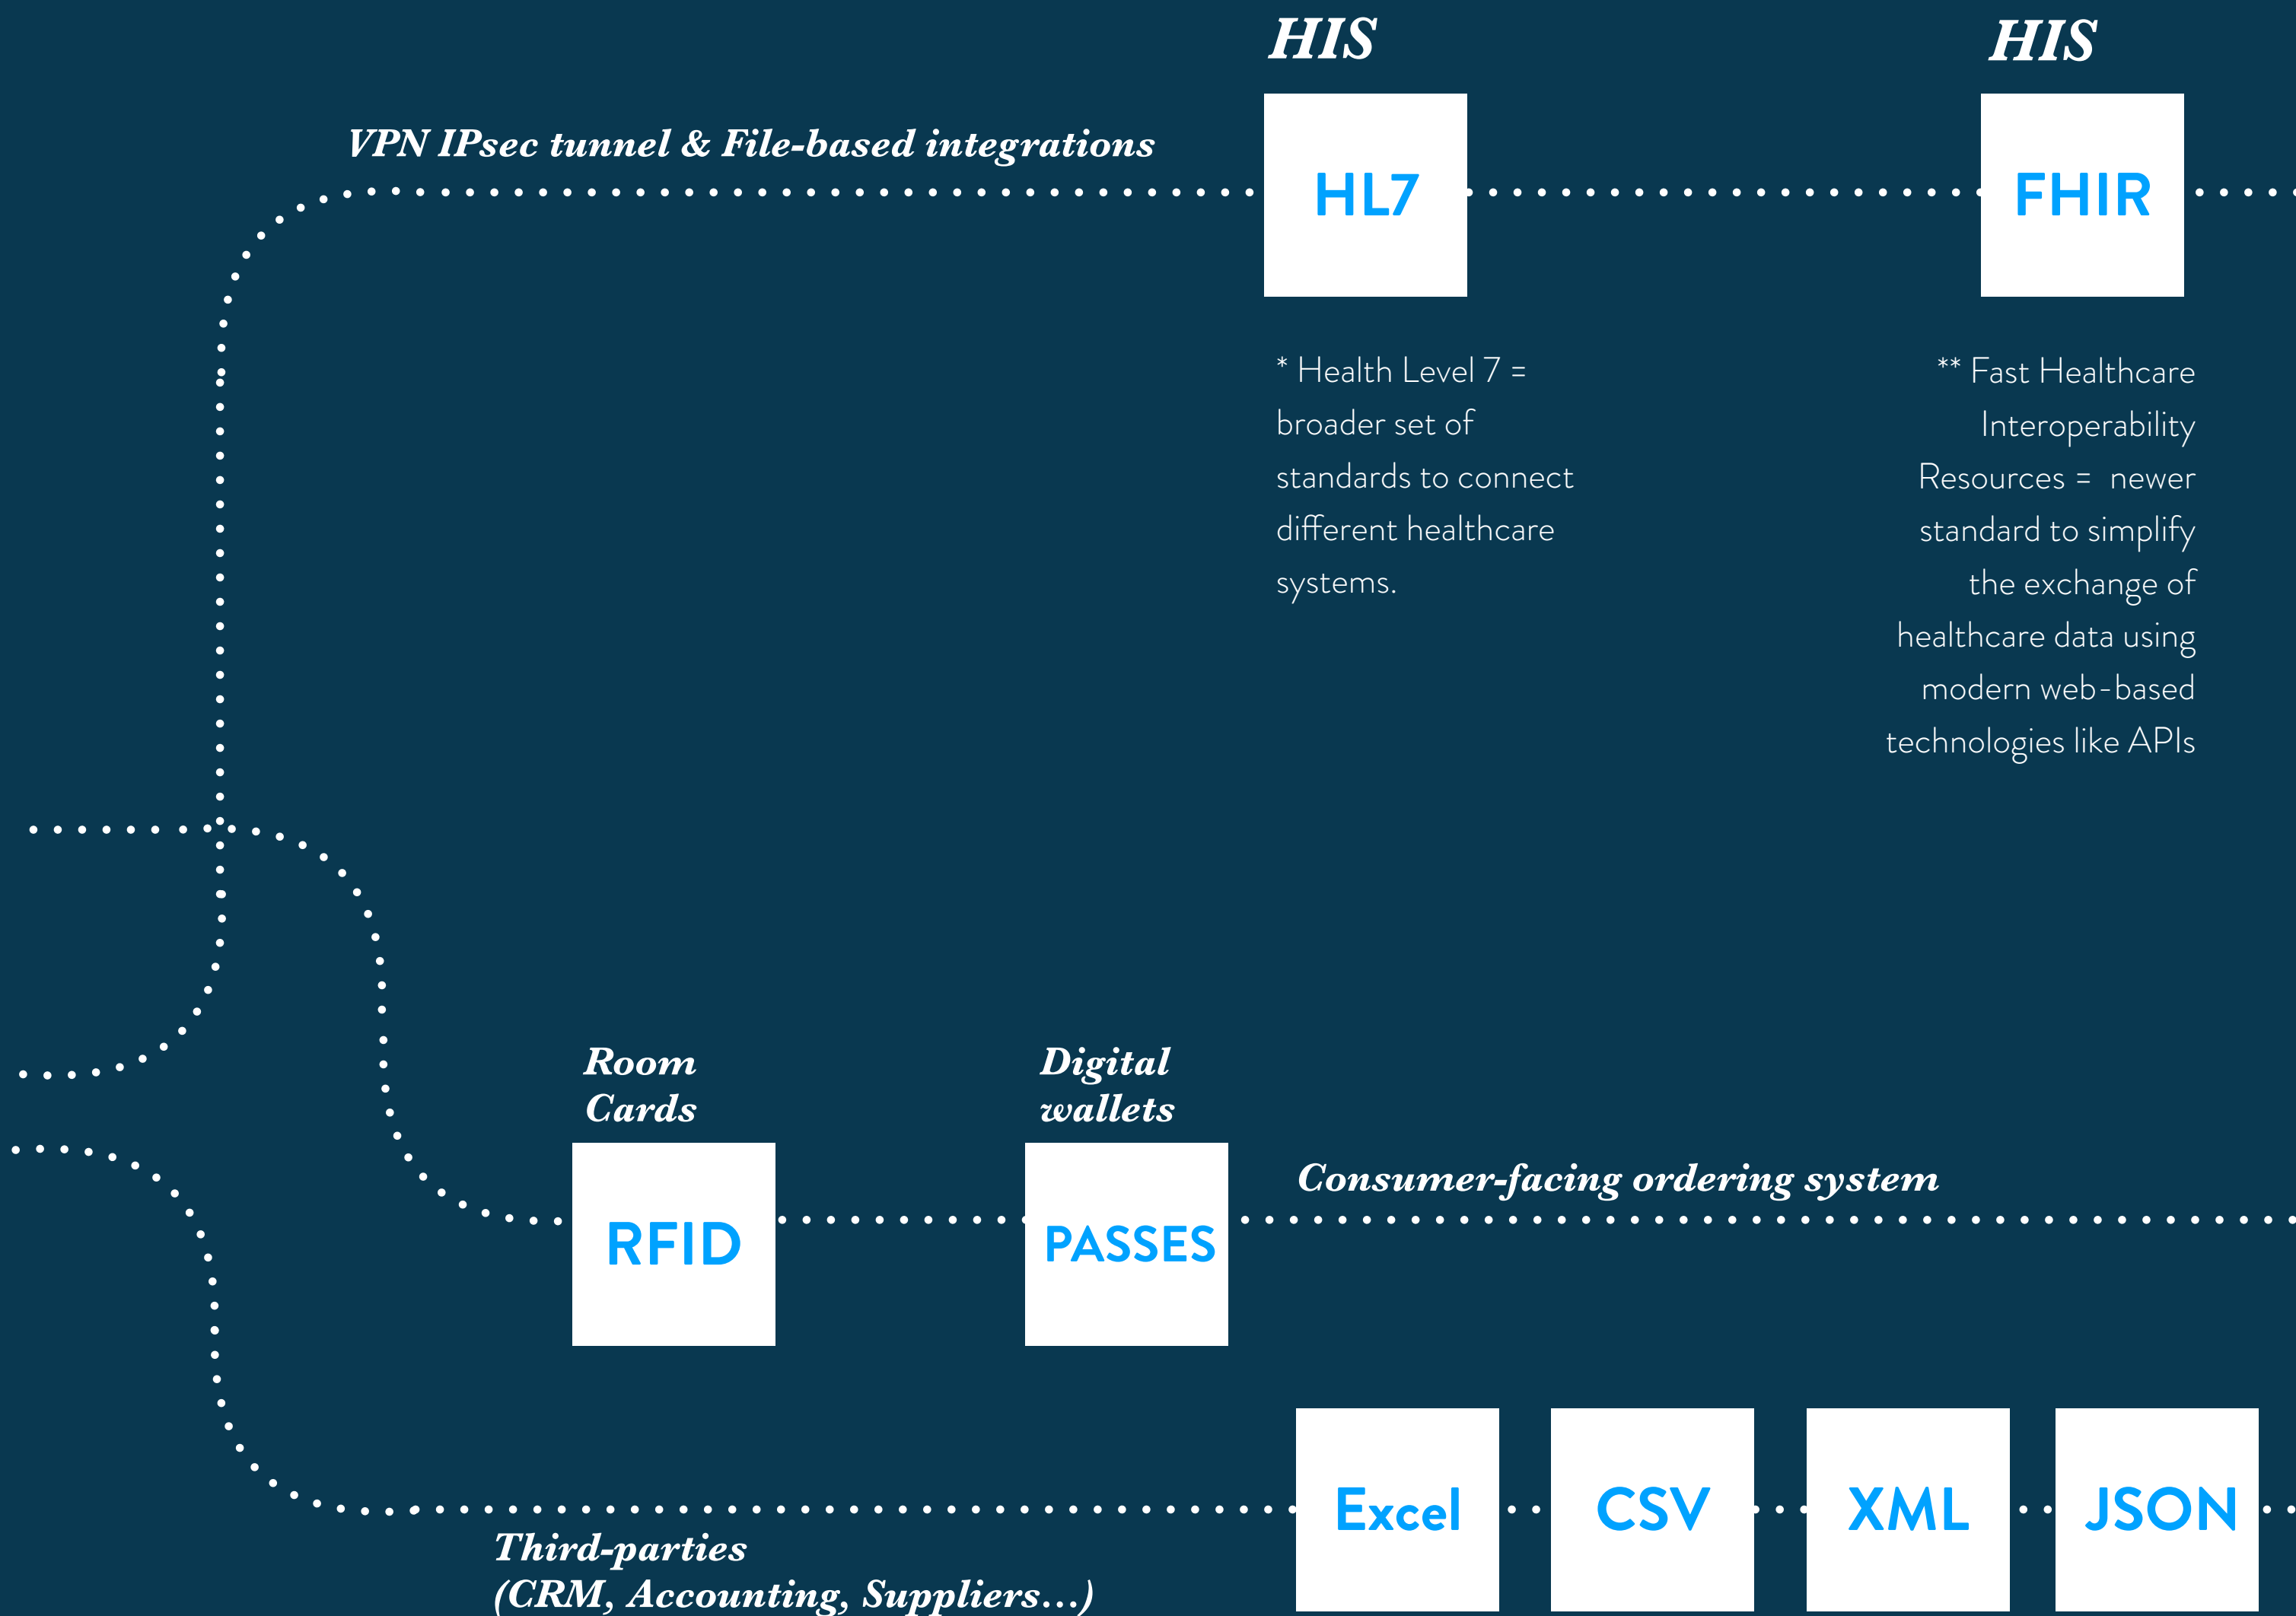 HIS
HIS
VPN IPsec tunnel & File-based integrations
HL7
FHIR
* Health Level 7 =
broader set of
standards to connect
different healthcare
systems.
** Fast Healthcare
Interoperability
Resources = newer
standard to simplify
the exchange of
healthcare data using
modern web-based
technologies like APIs
Room
Cards
Digital
wallets
Consumer-facing ordering system
RFID
PASSES
Excel
CSV
XML
JSON
Third-parties
(CRM, Accounting, Suppliers...)